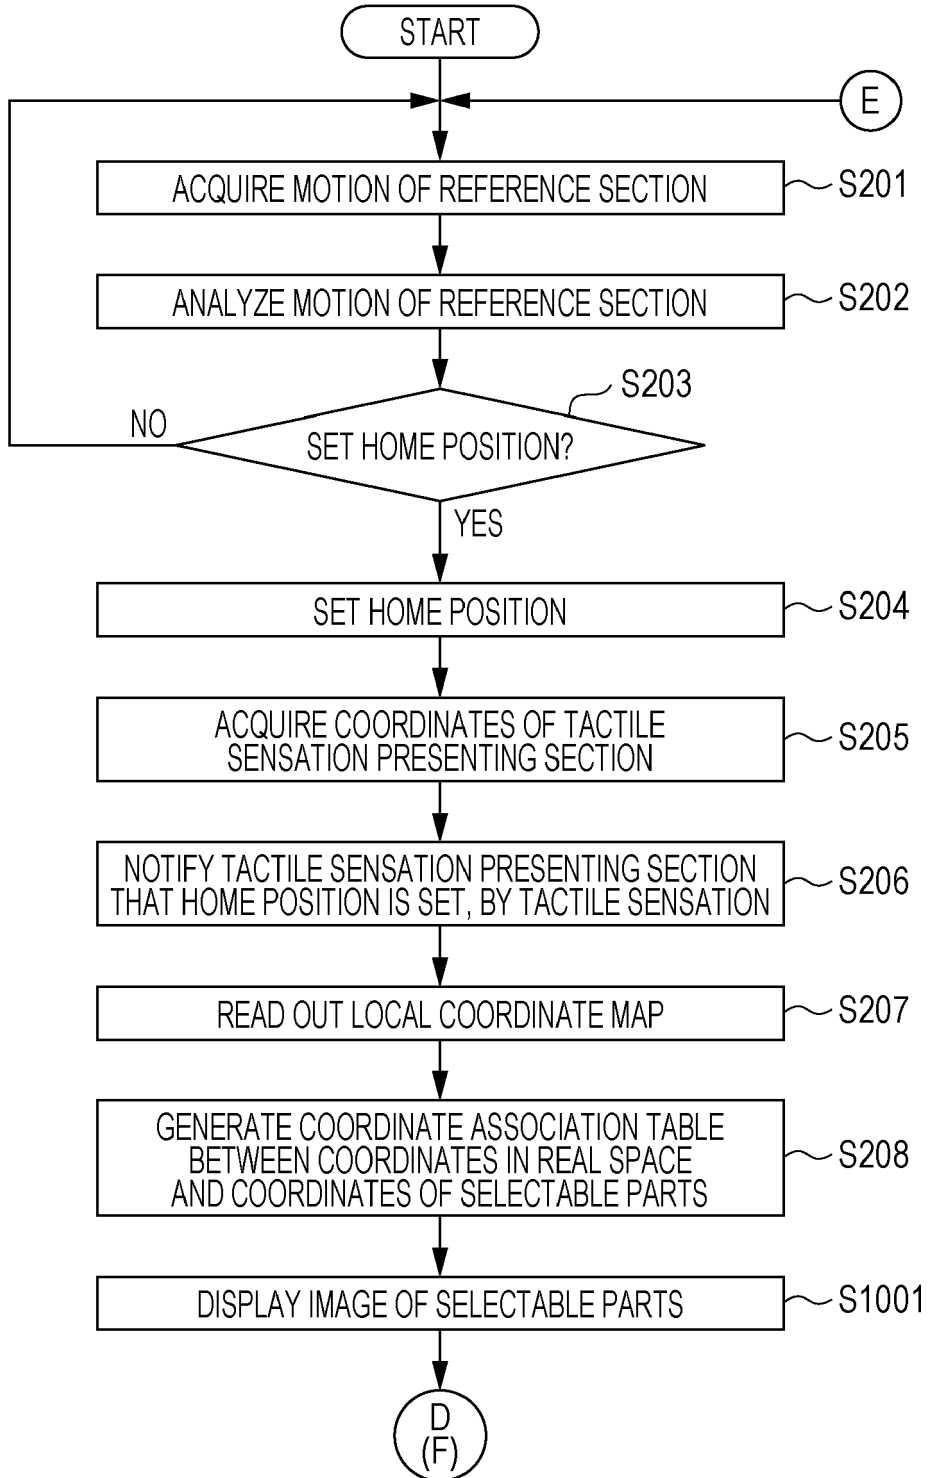 START
E
ACQUIRE MOTION OF REFERENCE SECTION
S201
ANALYZE MOTION OF REFERENCE SECTION
S202
S203
NO
SET HOME POSITION?
YES
SET HOME POSITION
S204
ACQUIRE COORDINATES OF TACTILE
SENSATION PRESENTING SECTION
S205
NOTIFY TACTILE SENSATION PRESENTING SECTION
THAT HOME POSITION IS SET, BY TACTILE SENSATION
S206
READ OUT LOCAL COORDINATE MAP
S207
GENERATE COORDINATE ASSOCIATION TABLE
BETWEEN COORDINATES IN REAL SPACE
AND COORDINATES OF SELECTABLE PARTS
S208
DISPLAY IMAGE OF SELECTABLE PARTS
S1001
D
(F)